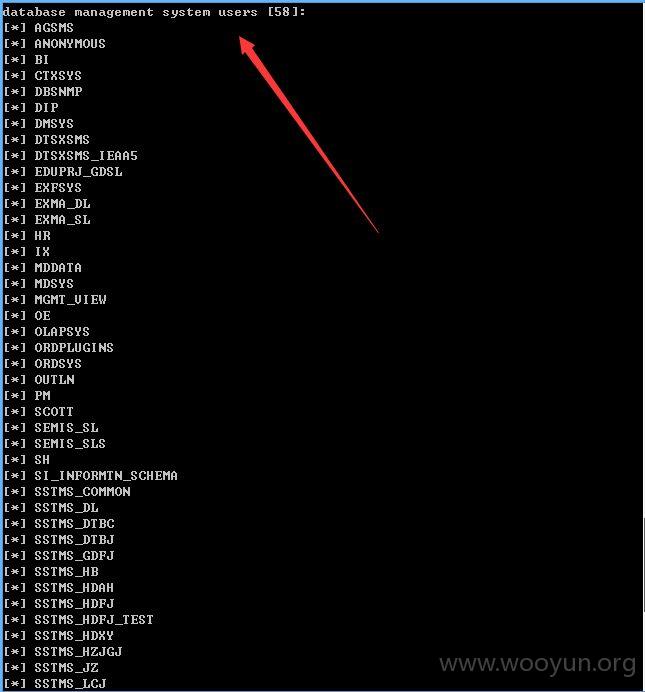 database management system users [58]:
[*] AGSMS
[*] ANONYMOUS
[*] BI
[*] CTXSYS
[*] DBSNMP
[*] DIP
[*] DMSYS
[*] DTSXSMS
[*] DTSXSMS_IEAA5
[*] EDUPRJ_GDSL
[*] EXFSYS
[*] EXMA_DL
[*] EXMA_SL
[*] HR
[*] IX
[*] MDDATA
[*] MDSYS
[*] MGMT_VIEW
[*] OE
[*] OLAPSYS
[*] ORDPLUGINS
[*] ORDSYS
[*] OUTLN
[*] PM
[*] SCOTT
[*] SEMIS_SL
[*] SEMIS_SLS
[*] SH
[*] SI_INFORMTN_SCHEMA
[*] SSTMS_COMMON
[*] SSTMS_DL
[*] SSTMS_DTBC
[*] SSTMS_DTBJ
[*] SSTMS_GDFJ
[*] SSTMS_HB
[*] SSTMS_HDAH
[*] SSTMS_HDFJ
[*] SSTMS_HDFJ_TEST
[*] SSTMS_HDXY
[*] SSTMS_HZJGJ
[*] SSTMS_JZ
[*] SSTMS_LCJ
www.wooyun.org